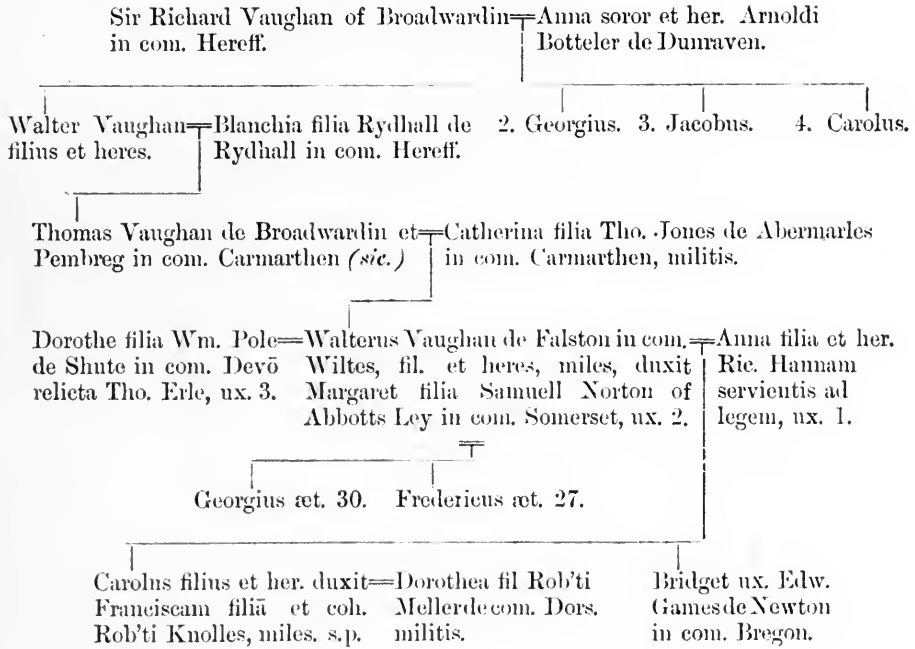 Sir Richard Vaughan of Broadwardin=Anna soror et her. Arnoldi
in com. Hereff. Botteler de Dunraven.
Walter Vaughan=Blanchia filia Rydhall de 2. Georgius. 3. Jacobus. 4. Carolus.
filius et heres. Rydhall in com. Hereff.
Thomas Vaughan de Broadwardin et=Catherina filia Tho. Jones de Abermarles
Pembreg in com. Carmarthen (sic.) in com. Carmarthen, militis.
Dorothe filia Wm. Pole=Walterus Vaughan de Falston in com.=Anna filia et her.
de Shute in com. Devō Wiltes, fil. et heres, miles, duxit Ric. Hannam
relicta Tho. Erle, ux. 3. Margaret filia Samuell Norton of servientis ad
Abbotts Ley in com. Somerset, ux. 2. legem, ux. 1.
Georgius æt. 30. Fredericus æt. 27.
Carolus filius et her. duxit=Dorothea fil Rob'ti Bridget ux. Edw.
Franciscam filiā et coh. Meller de com. Dors. Games de Newton
Rob'ti Knolles, miles. s.p. militis. in com. Bregon.